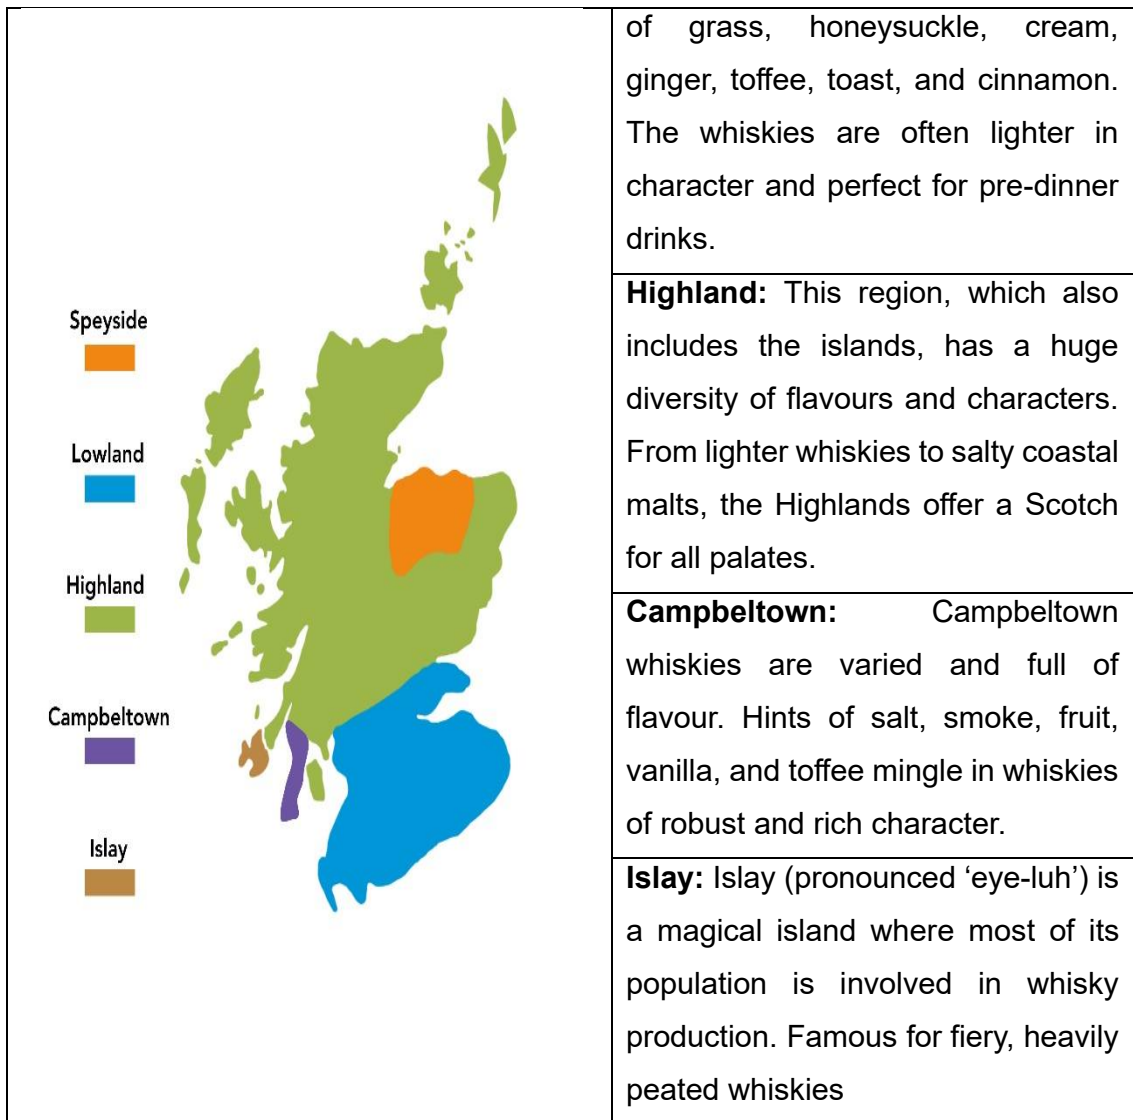 Speyside
Lowland
Highland
Campbeltown
Islay
of grass, honeysuckle, cream,
ginger, toffee, toast, and cinnamon.
The whiskies are often lighter in
character and perfect for pre-dinner
drinks.
Highland: This region, which also
includes the islands, has a huge
diversity of flavours and characters.
From lighter whiskies to salty coastal
malts, the Highlands offer a Scotch
for all palates.
Campbeltown: Campbeltown
whiskies are varied and full of
flavour. Hints of salt, smoke, fruit,
vanilla, and toffee mingle in whiskies
of robust and rich character.
Islay: Islay (pronounced ‘eye-luh’) is
a magical island where most of its
population is involved in whisky
production. Famous for fiery, heavily
peated whiskies